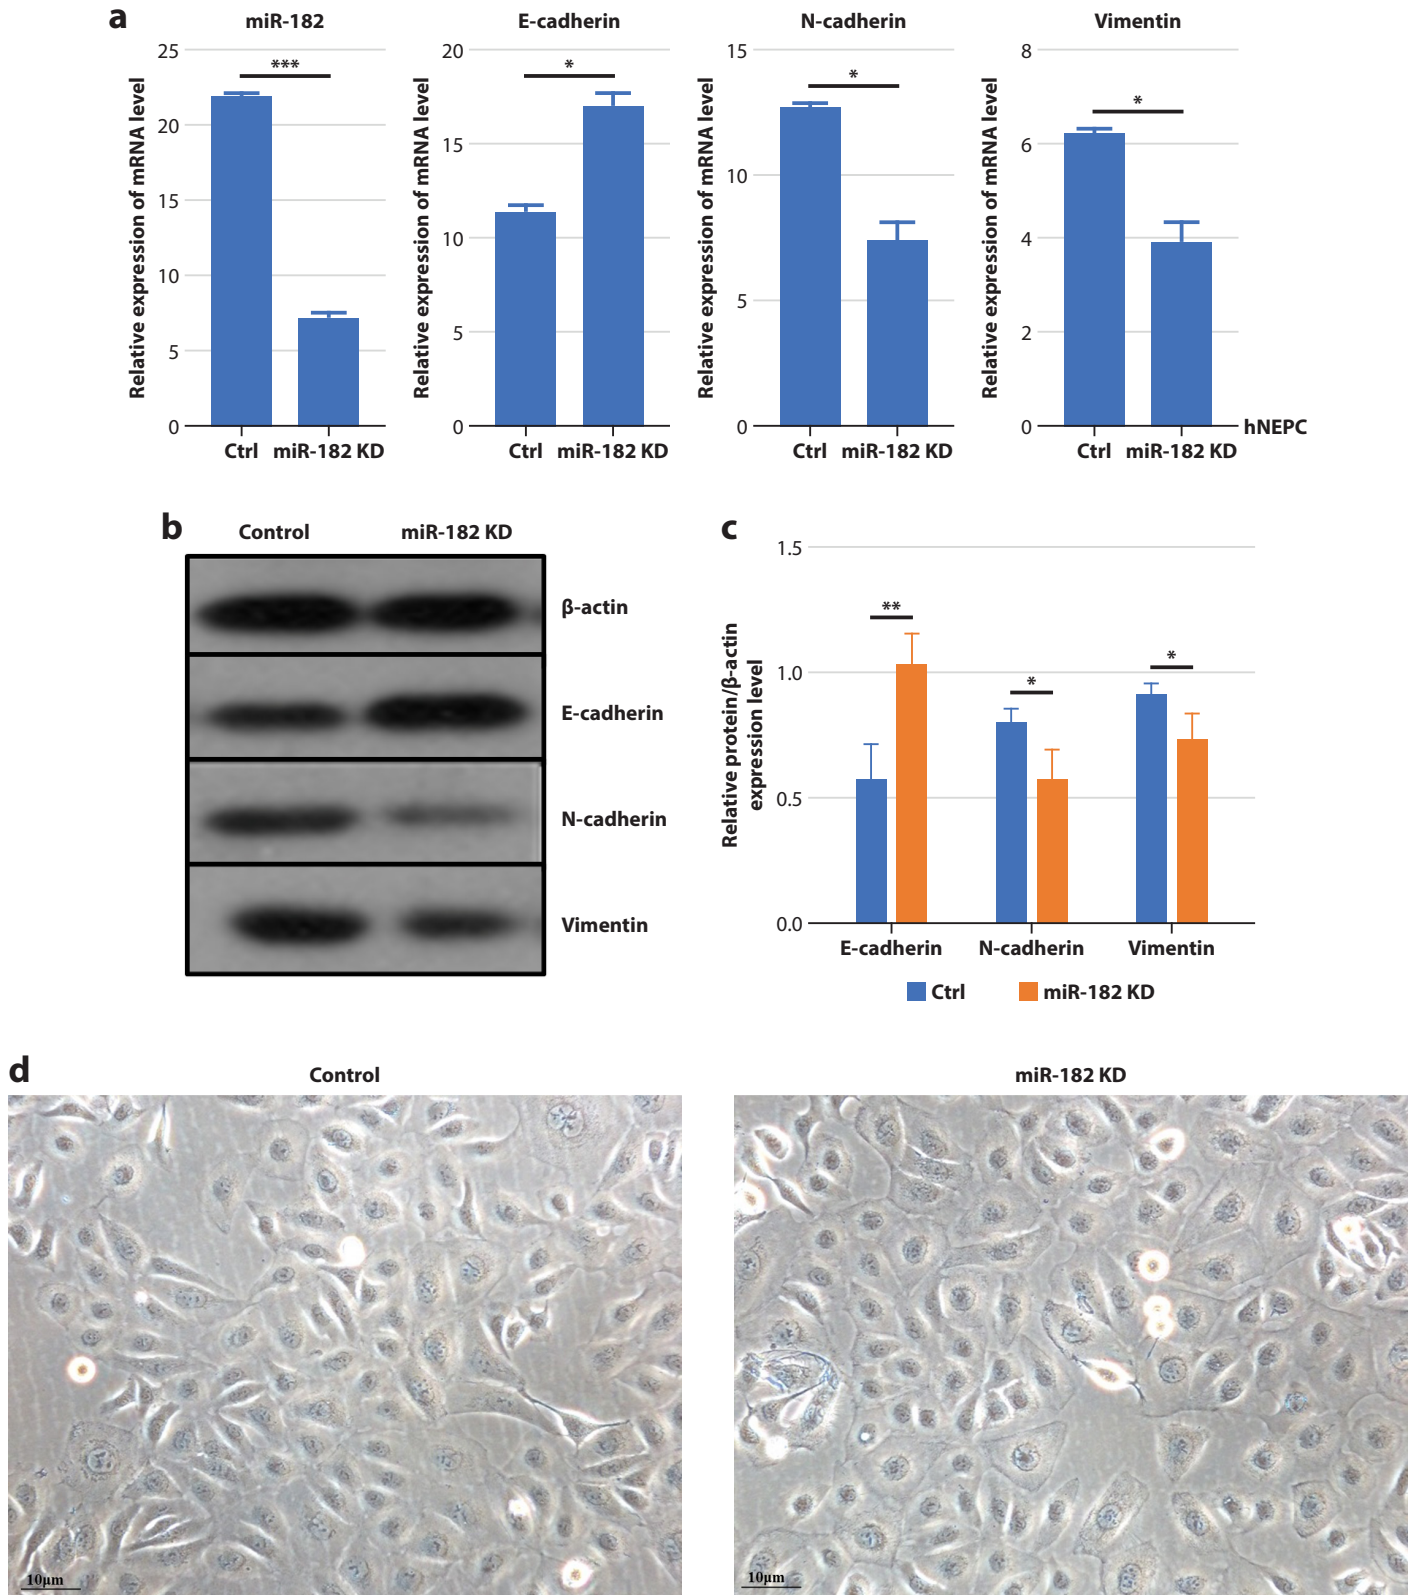 a
miR-182
E-cadherin
N-cadherin
Vimentin
Relative expression of mRNA level
25
20
15
10
5
0
***
Ctrl miR-182 KD
Relative expression of mRNA level
20
15
10
5
0
*
Ctrl miR-182 KD
Relative expression of mRNA level
15
10
5
0
*
Ctrl miR-182 KD
Relative expression of mRNA level
8
6
4
2
0
*
Ctrl miR-182 KD
hNEPC
b
Control miR-182 KD
β-actin
E-cadherin
N-cadherin
Vimentin
c
Relative protein/β-actin
expression level
1.5
1.0
0.5
0.0
**
*
*
E-cadherin N-cadherin Vimentin
Ctrl miR-182 KD
d
Control
miR-182 KD
10μm
10μm